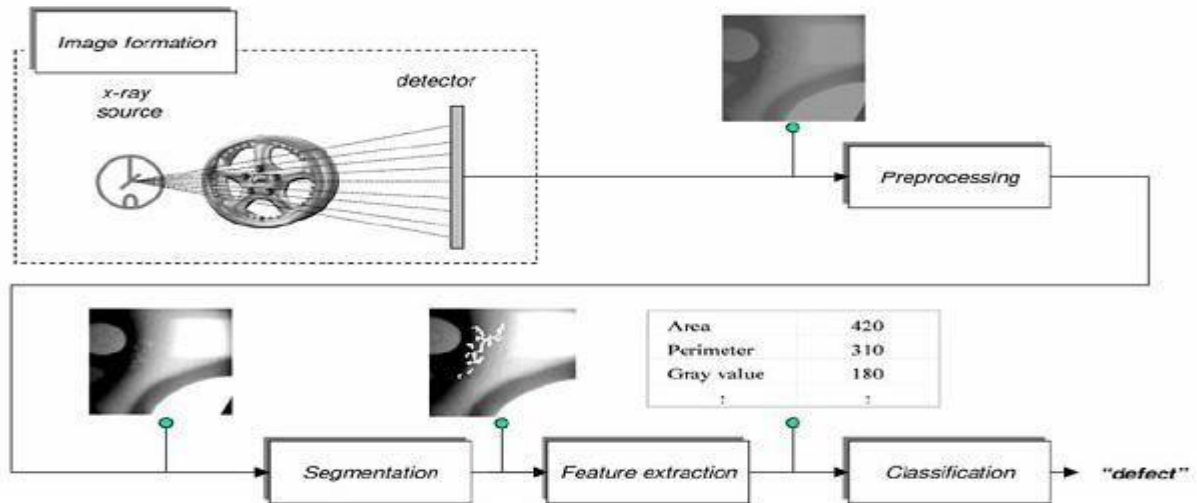 Image formation
x-ray
source
detector
Preprocessing
Area 420
Perimeter 310
Gray value 180
: :
Segmentation
Feature extraction
Classification
"defect"